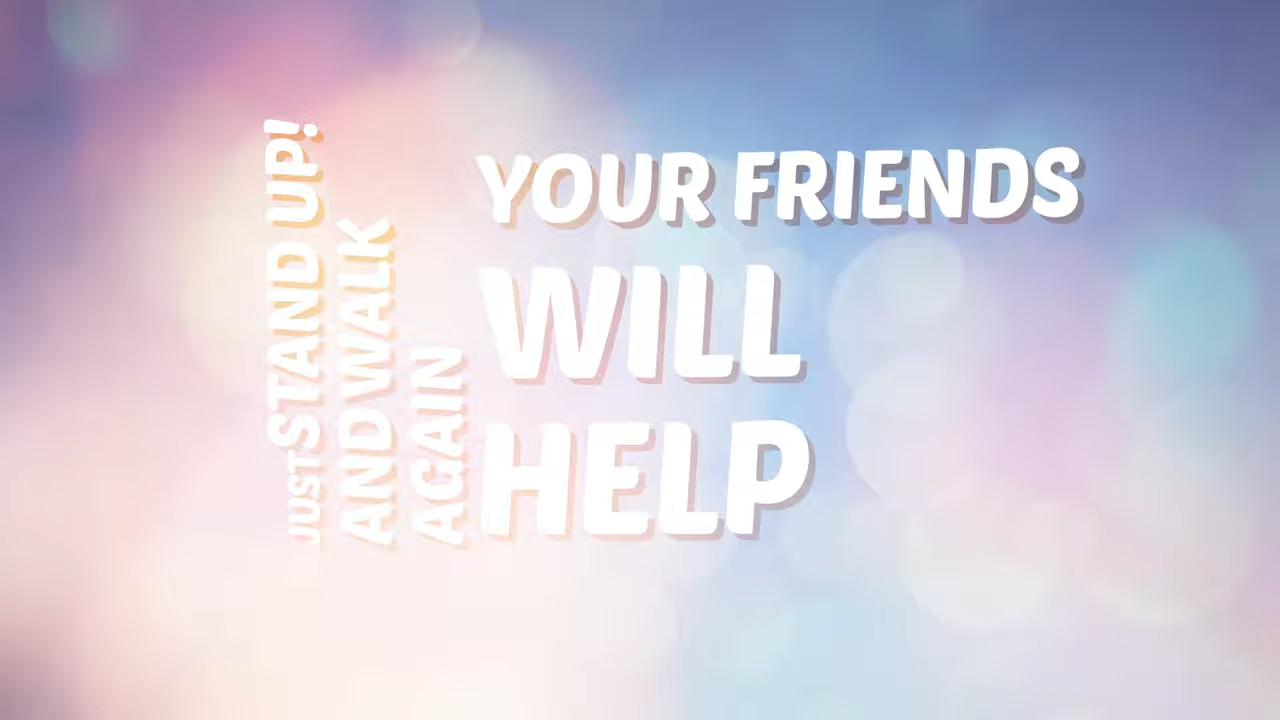 JUST STAND UP!
AND WALK
AGAIN
YOUR FRIENDS
WILL
HELP